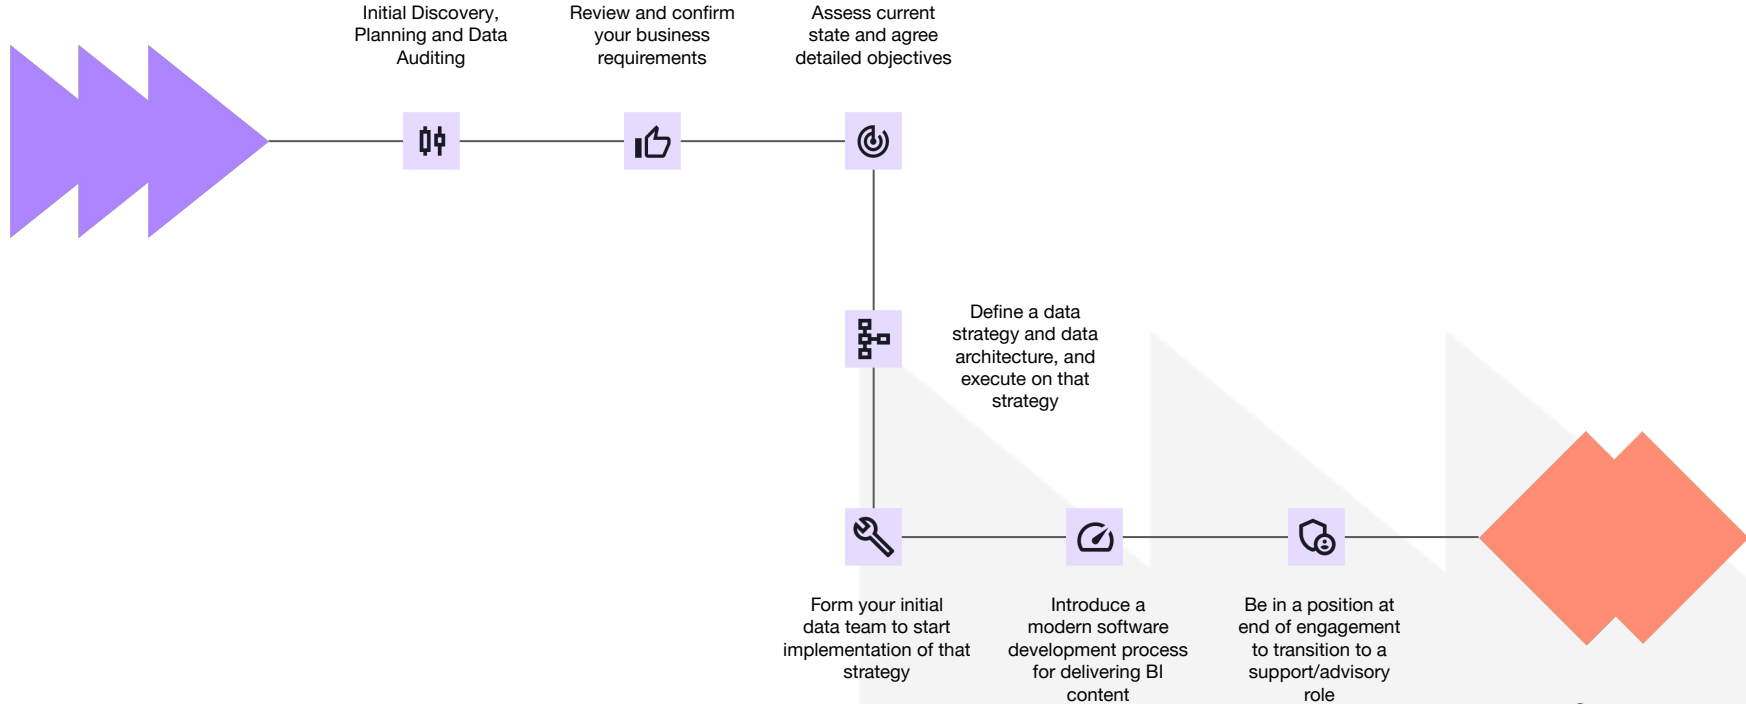 Initial Discovery,
Planning and Data
Auditing
Review and confirm
your business
requirements
Assess current
state and agree
detailed objectives
Define a data
strategy and data
architecture, and
execute on that
strategy
Form your initial
data team to start
implementation of that
strategy
Introduce a
modern software
development process
for delivering BI
content
Be in a position at
end of engagement
to transition to a
support/advisory
role